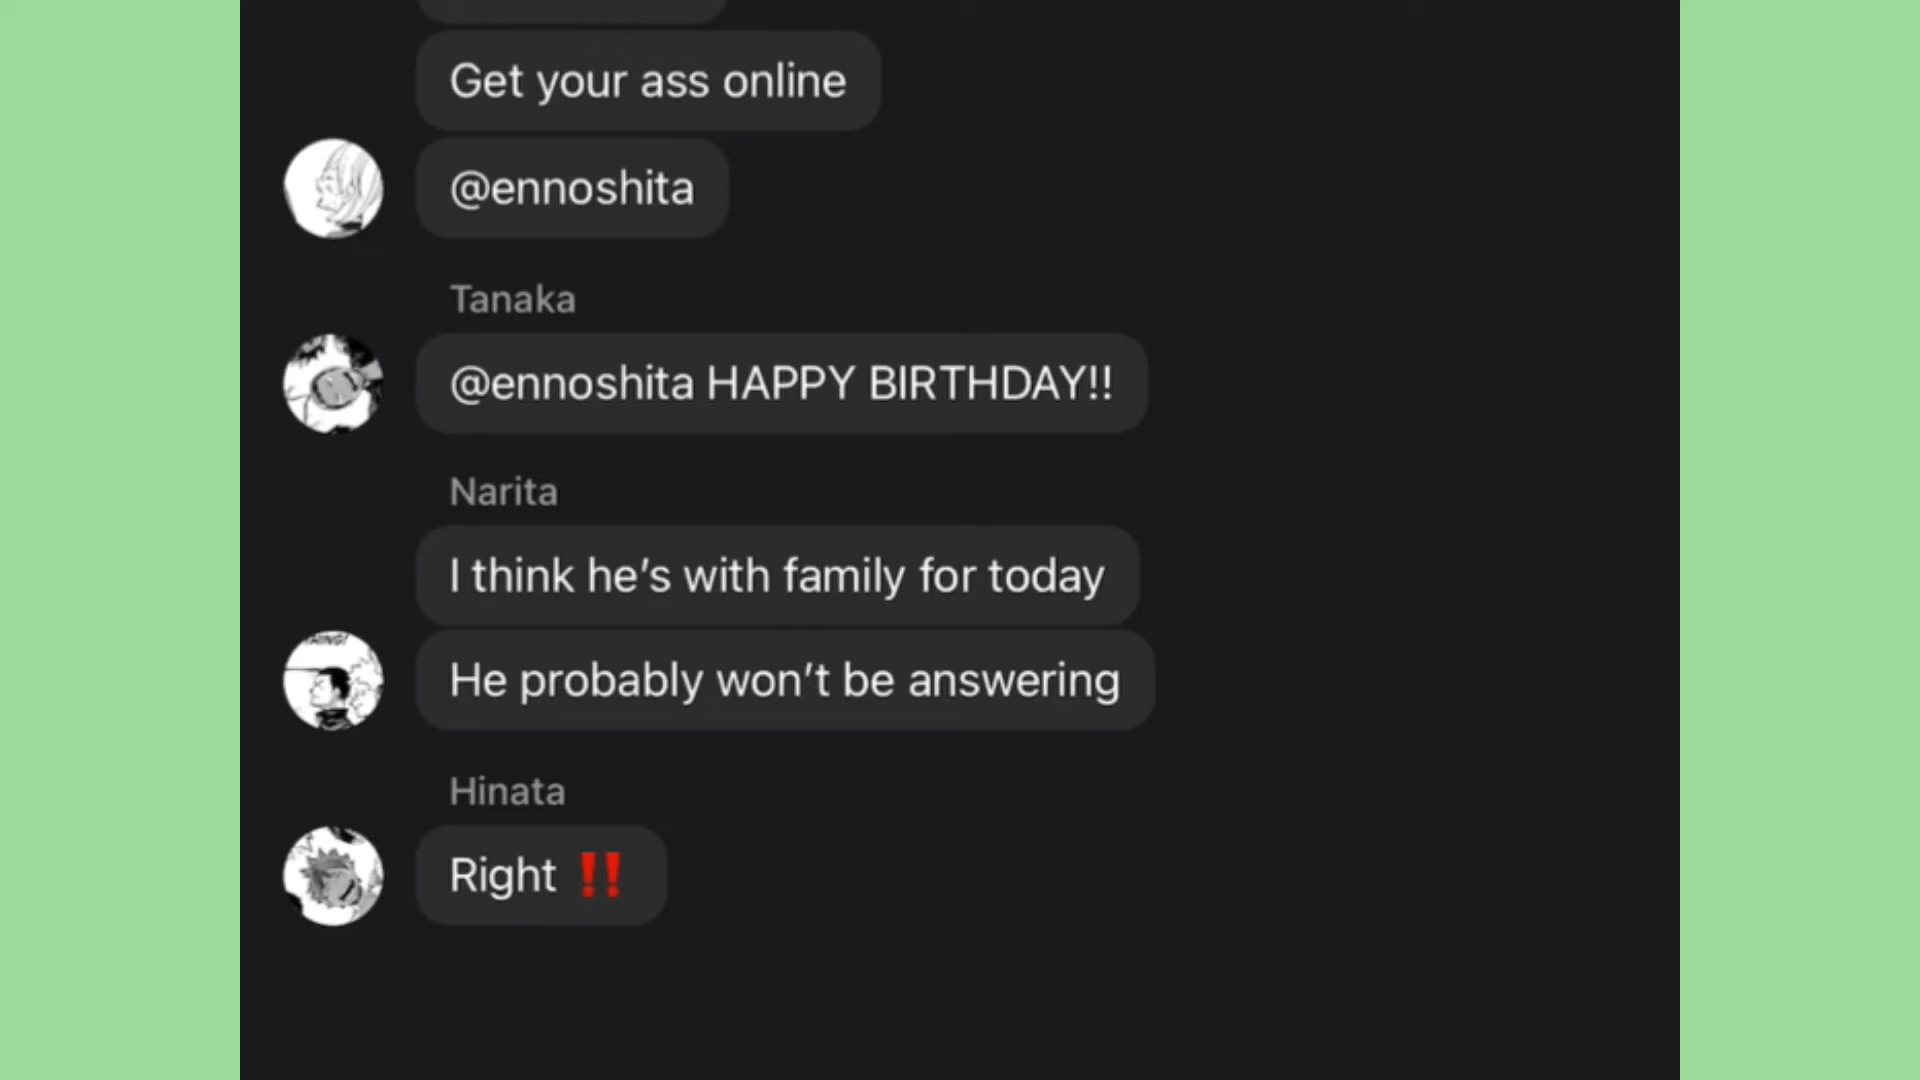 Get your ass online
@ennoshita
Tanaka
@ennoshita HAPPY BIRTHDAY!!
Narita
I think he’s with family for today
He probably won’t be answering
Hinata
Right ‼️